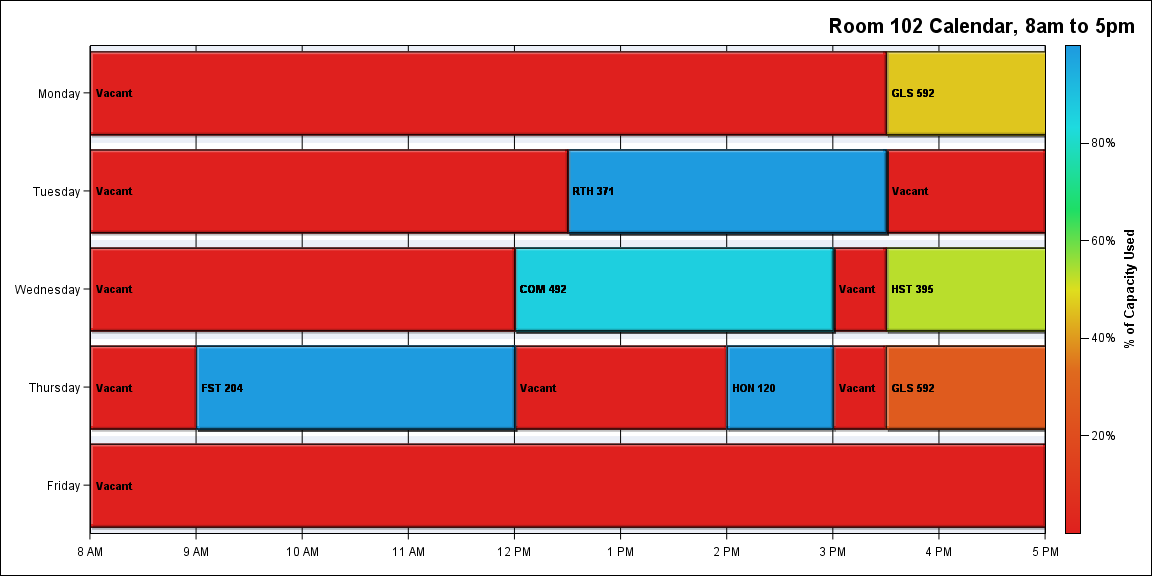 Room 102 Calendar, 8am to 5pm
Monday
Vacant
GLS 592
Tuesday
Vacant
RTH 371
Vacant
Wednesday
Vacant
COM 492
Vacant
HST 395
Thursday
Vacant
FST 204
Vacant
HON 120
Vacant
GLS 592
Friday
Vacant
8 AM
9 AM
10 AM
11 AM
12 PM
1 PM
2 PM
3 PM
4 PM
5 PM
80%
60%
40%
20%
% of Capacity Used